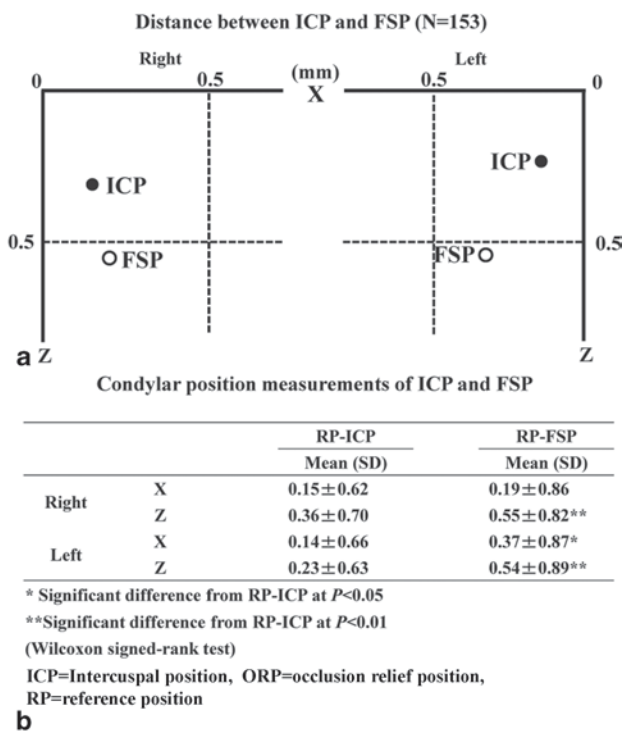 Distance between ICP and FSP (N=153)
Right (mm) Left
0 0.5 X 0.5 0
ICP ICP
0.5 0.5
FSP FSP
a Z Z
Condylar position measurements of ICP and FSP
RP-ICP RP-FSP
Mean (SD) Mean (SD)
Right X 0.15±0.62 0.19±0.86
Z 0.36±0.70 0.55±0.82**
Left X 0.14±0.66 0.37±0.87*
Z 0.23±0.63 0.54±0.89**
* Significant difference from RP-ICP at P<0.05
**Significant difference from RP-ICP at P<0.01
(Wilcoxon signed-rank test)
ICP=Intercuspal position, ORP=occlusion relief position,
RP=reference position
b